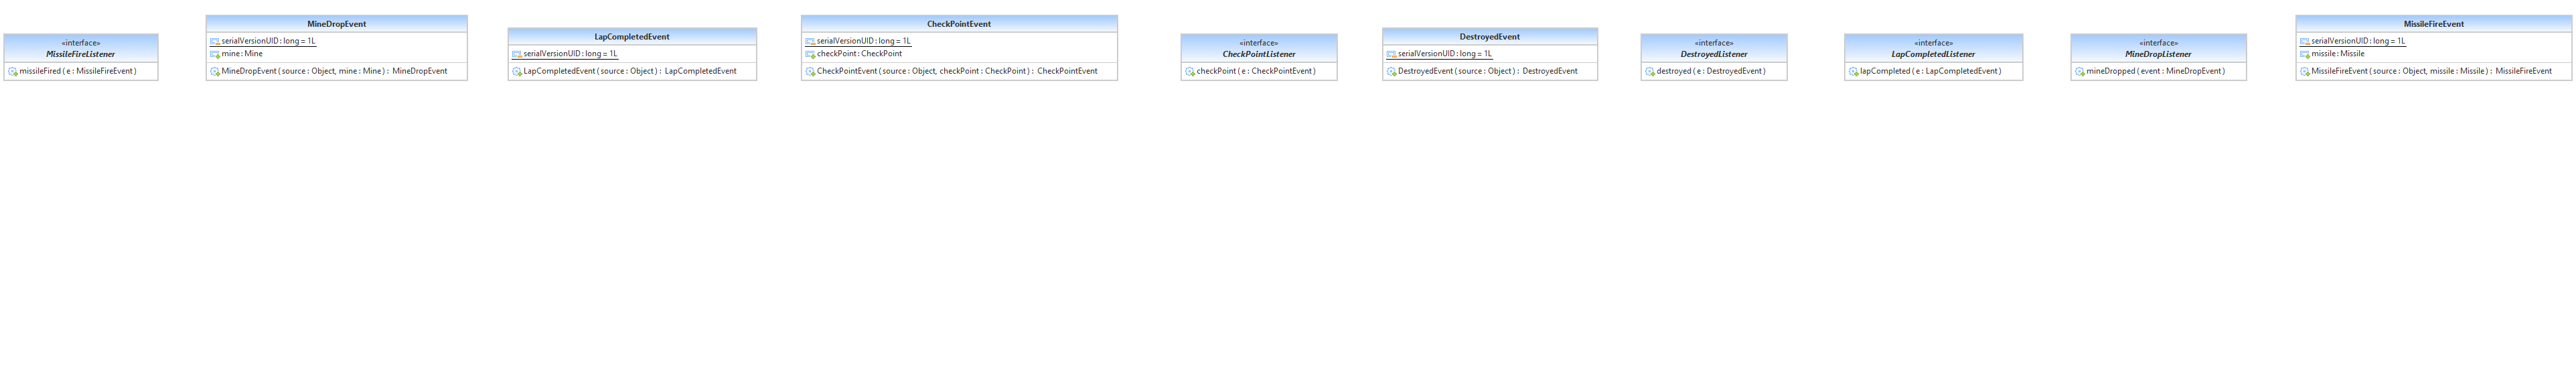 «interface»
MissileFireListener
missileFired ( e : MissileFireEvent )
MineDropEvent
serialVersionUID : long = 1L
mine : Mine
MineDropEvent ( source : Object, mine : Mine ) : MineDropEvent
LapCompletedEvent
serialVersionUID : long = 1L
LapCompletedEvent ( source : Object ) : LapCompletedEvent
CheckPointEvent
serialVersionUID : long = 1L
checkPoint : CheckPoint
CheckPointEvent ( source : Object, checkPoint : CheckPoint ) : CheckPointEvent
«interface»
CheckPointListener
checkPoint ( e : CheckPointEvent )
DestroyedEvent
serialVersionUID : long = 1L
DestroyedEvent ( source : Object ) : DestroyedEvent
«interface»
DestroyedListener
destroyed ( e : DestroyedEvent )
«interface»
LapCompletedListener
lapCompleted ( e : LapCompletedEvent )
«interface»
MineDropListener
mineDropped ( event : MineDropEvent )
MissileFireEvent
serialVersionUID : long = 1L
missile : Missile
MissileFireEvent ( source : Object, missile : Missile ) : MissileFireEvent